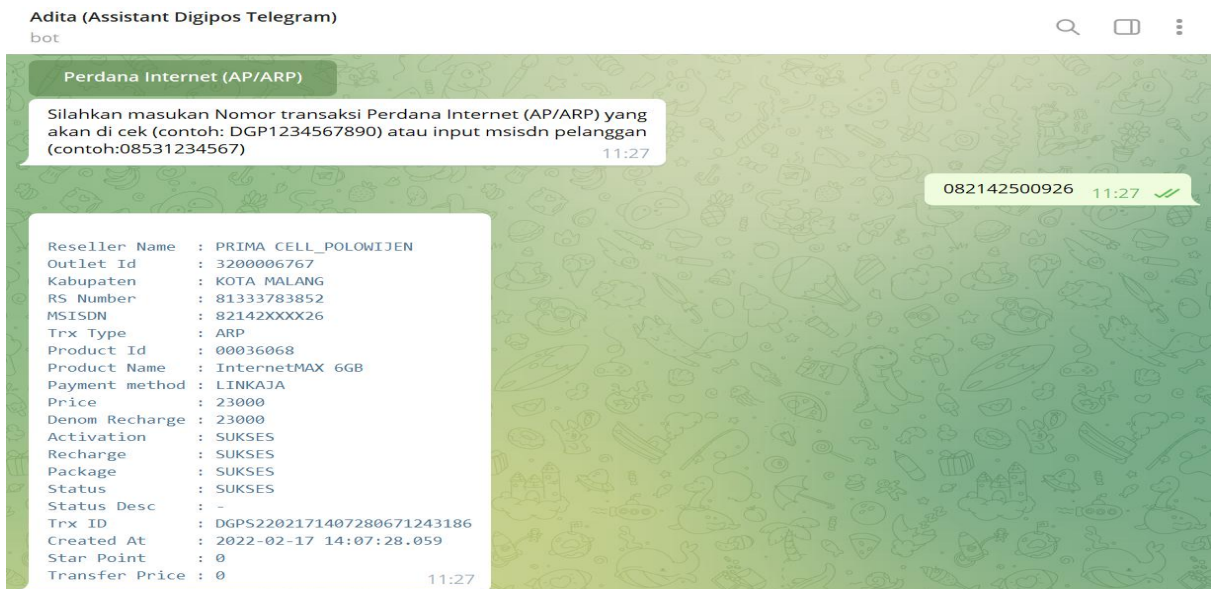 Adita (Assistant Digipos Telegram)
bot
Perdana Internet (AP/ARP)
Silahkan masukan Nomor transaksi Perdana Internet (AP/ARP) yang
akan di cek (contoh: DGP1234567890) atau input msisdn pelanggan
(contoh:08531234567) 11:27
082142500926 11:27
Reseller Name : PRIMA CELL_POLOWIJEN
Outlet Id : 3200006767
Kabupaten : KOTA MALANG
RS Number : 81333783852
MSISDN : 82142XXXX26
Trx Type : ARP
Product Id : 00036068
Product Name : InternetMAX 6GB
Payment method : LINKAJA
Price : 23000
Denom Recharge : 23000
Activation : SUKSES
Recharge : SUKSES
Package : SUKSES
Status : SUKSES
Status Desc : -
Trx ID : DGPS2202171407280671243186
Created At : 2022-02-17 14:07:28.059
Star Point : 0
Transfer Price : 0 11:27